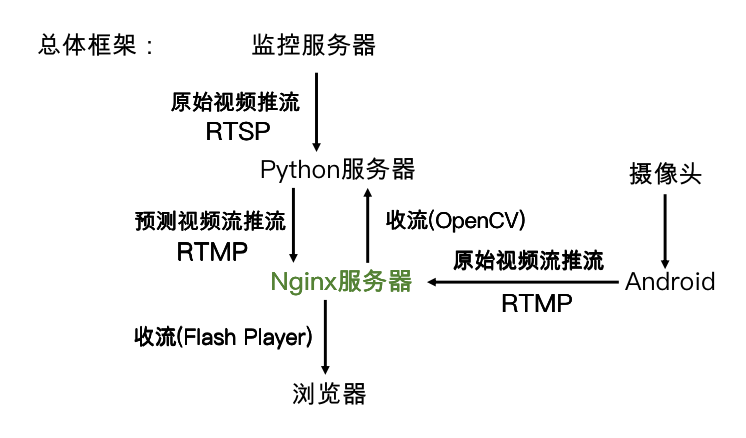 总体框架：
监控服务器
原始视频推流
RTSP
Python服务器
摄像头
预测视频流推流
RTMP
收流(OpenCV)
原始视频流推流
RTMP
Nginx服务器
Android
收流(Flash Player)
浏览器